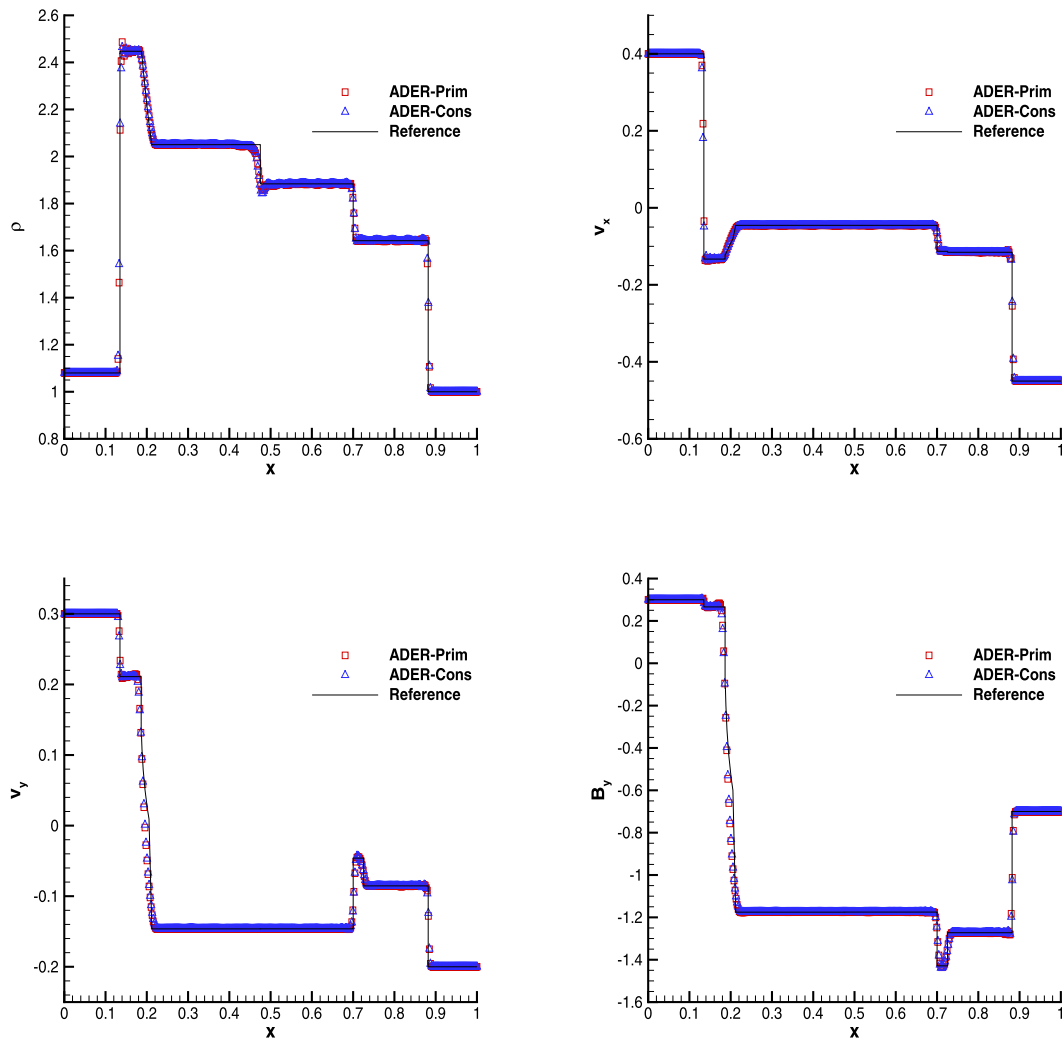 2.6
2.4
2.2
2
1.8
1.6
1.4
1.2
1
0.8
ρ
ADER-Prim
ADER-Cons
Reference
0 0.1 0.2 0.3 0.4 0.5 0.6 0.7 0.8 0.9 1
x
0.4
0.2
0
-0.2
-0.4
-0.6
vx
ADER-Prim
ADER-Cons
Reference
0 0.1 0.2 0.3 0.4 0.5 0.6 0.7 0.8 0.9 1
x
0.3
0.2
0.1
0
-0.1
-0.2
vy
ADER-Prim
ADER-Cons
Reference
0 0.1 0.2 0.3 0.4 0.5 0.6 0.7 0.8 0.9 1
x
0.4
0.2
0
-0.2
-0.4
-0.6
-0.8
-1
-1.2
-1.4
-1.6
By
ADER-Prim
ADER-Cons
Reference
0 0.1 0.2 0.3 0.4 0.5 0.6 0.7 0.8 0.9 1
x